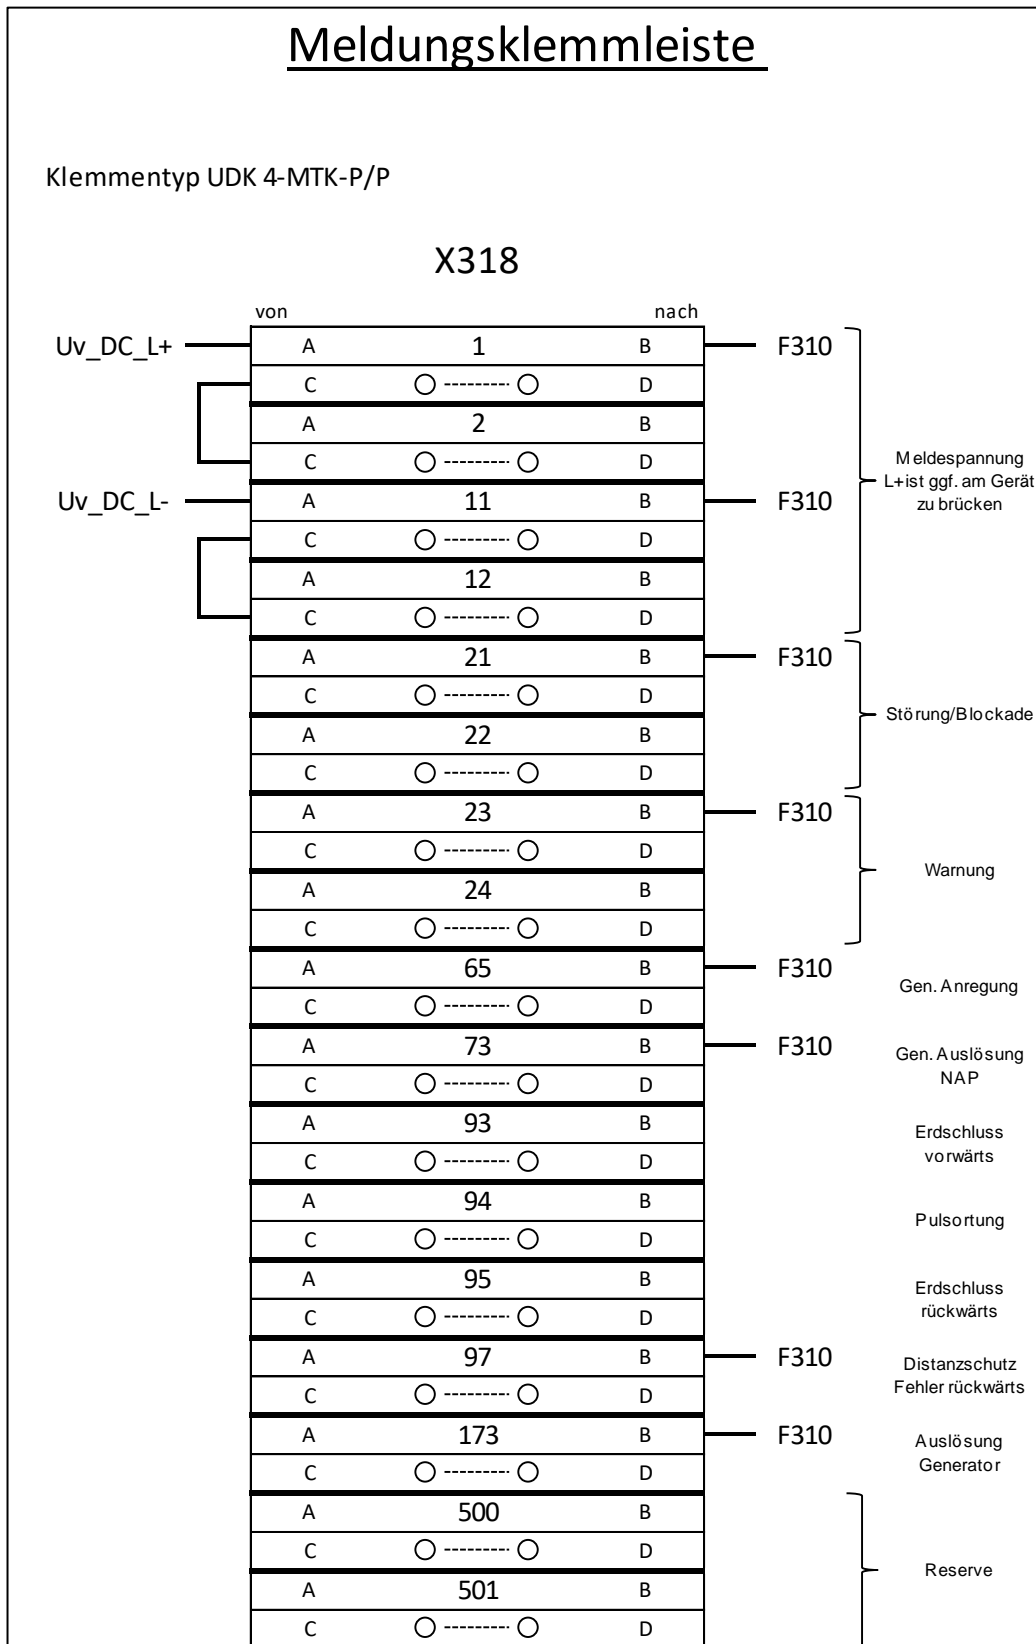 Meldungsklemmleiste
Klemmentyp UDK 4-MTK-P/P
X318
von nach
Uv_DC_L+ A 1 B F310
C D
A 2 B
C D
Meldespannung
L+ist ggf. am Gerät
zu brücken
Uv_DC_L- A 11 B F310
C D
A 12 B
C D
A 21 B F310
C D
Störung/Blockade
A 22 B
C D
A 23 B F310
C D
Warnung
A 24 B
C D
A 65 B F310
Gen. Anregung
C D
A 73 B F310
Gen. Auslösung
NAP
C D
A 93 B
Erdschluss
vorwärts
C D
A 94 B
Pulsortung
C D
A 95 B
Erdschluss
rückwärts
C D
A 97 B F310
Distanzschutz
Fehler rückwärts
C D
A 173 B F310
Auslösung
Generator
C D
A 500 B
C D
Reserve
A 501 B
C D